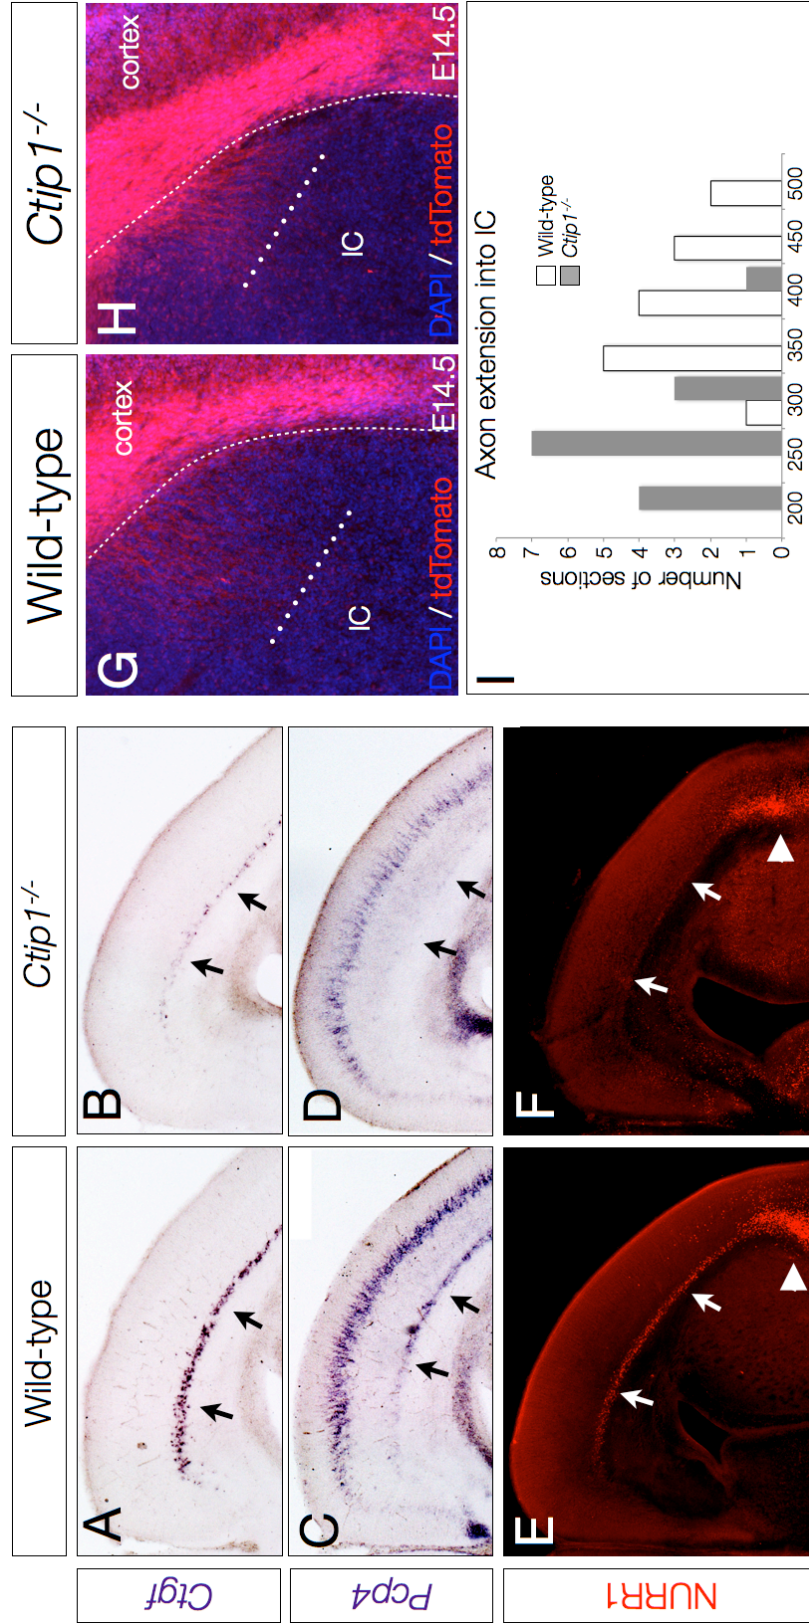 Wild-type
Ctip1-/-
Wild-type
Ctip1-/-
Ctgf
A
B
Pcp4
C
D
NURR1
E
F
G
cortex
IC
DAPI / tdTomato
E14.5
H
cortex
IC
DAPI / tdTomato
E14.5
I
Axon extension into IC
Wild-type
Ctip1-/-
Number of sections
8
7
6
5
4
3
2
1
0
200 250 300 350 400 450 500